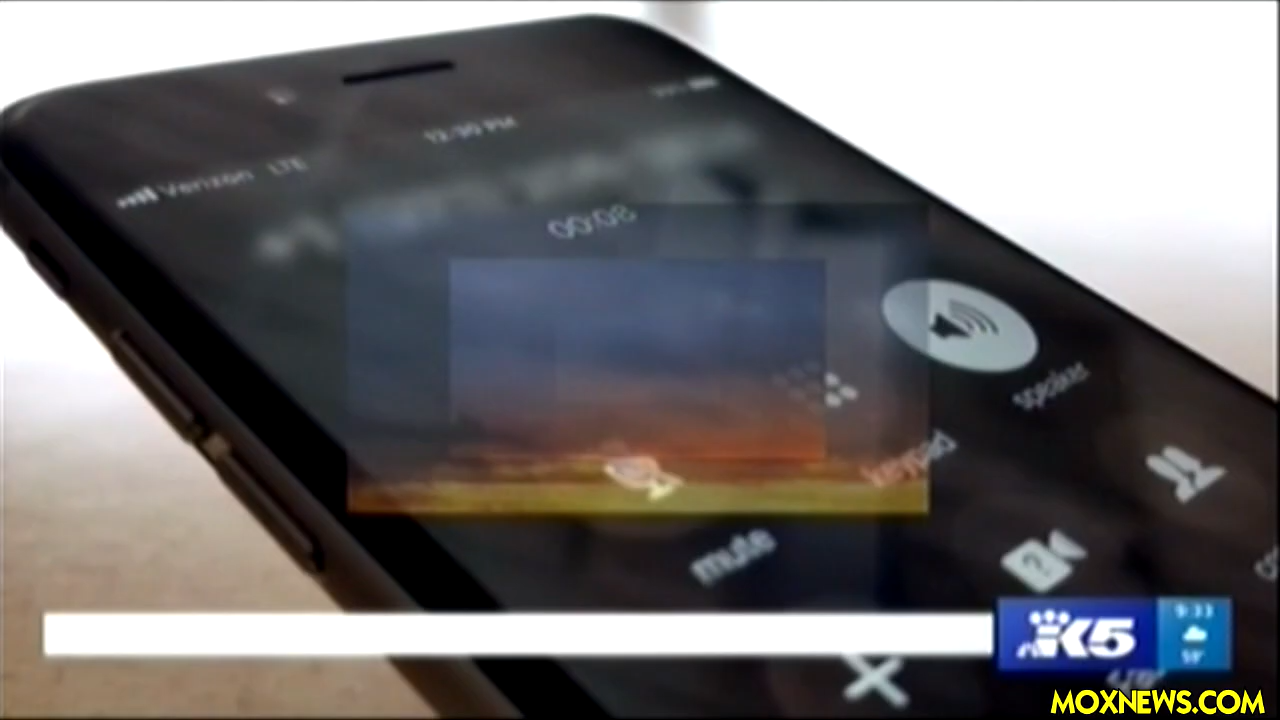 12:30 PM
Verizon LTE
00:08
speaker
keypad
mute
K5
9:33
59°
MOXNEWS.COM